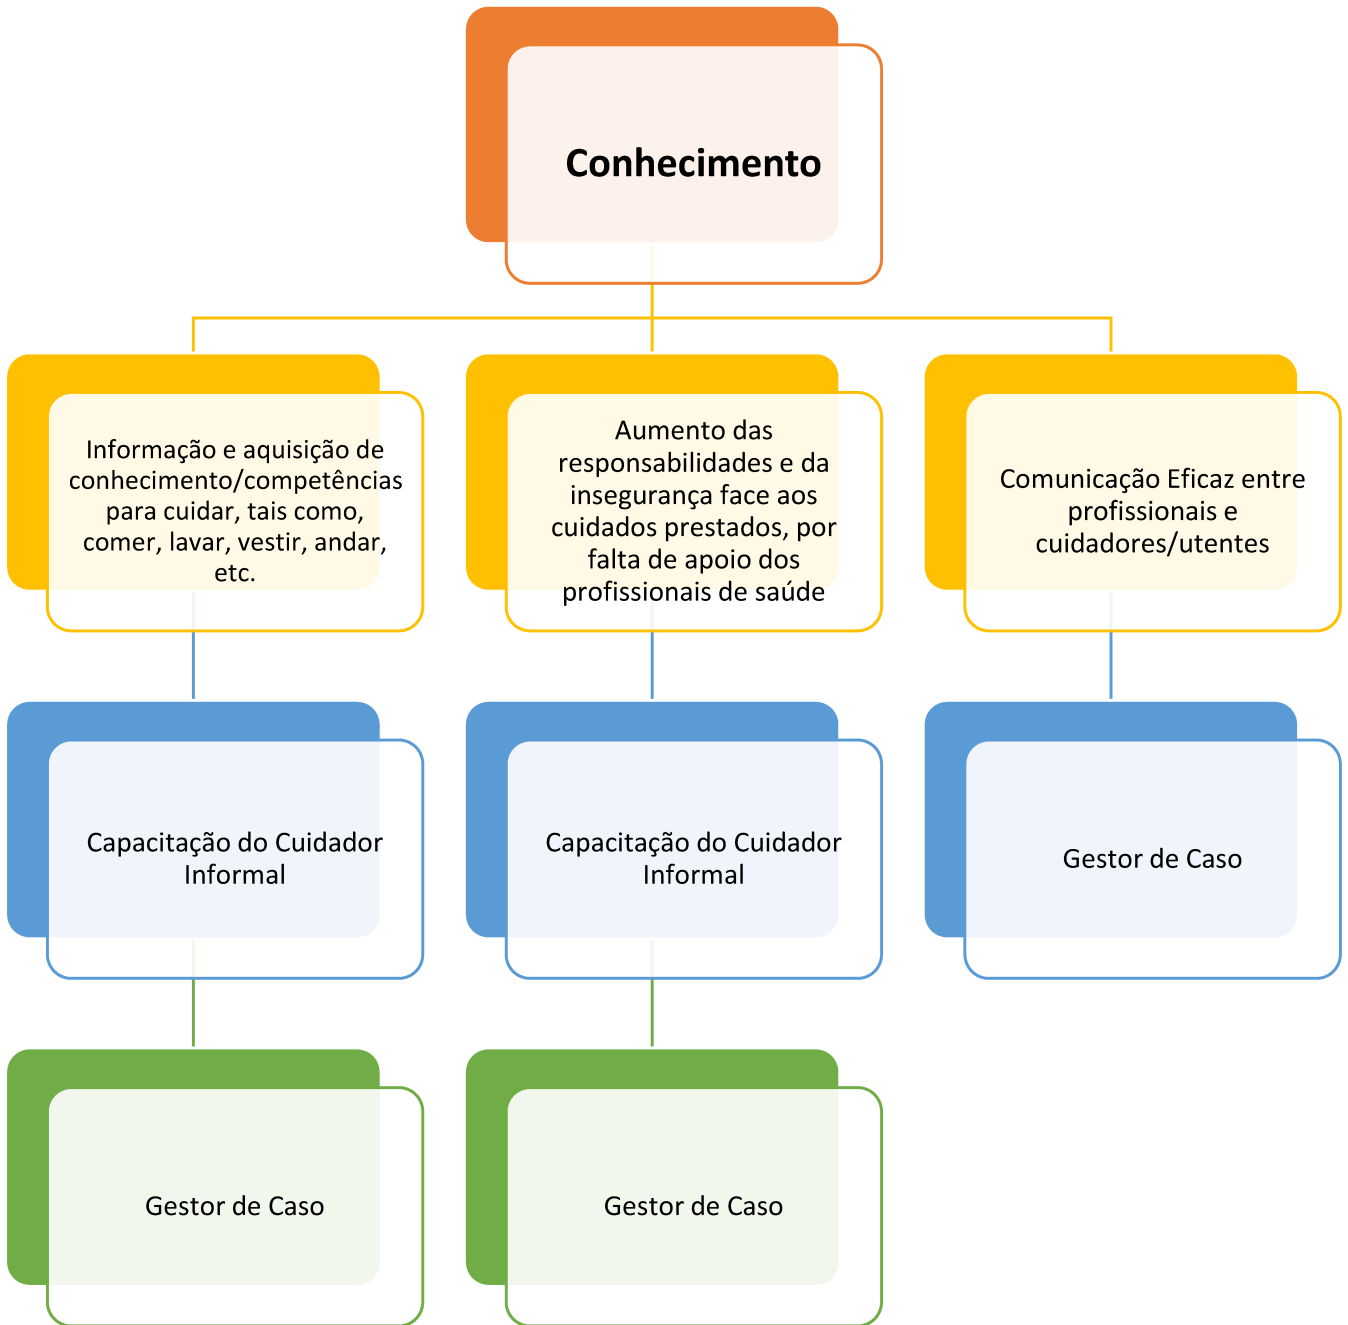 Conhecimento
Informação e aquisição de
conhecimento/competências
para cuidar, tais como,
comer, lavar, vestir, andar,
etc.
Aumento das
responsabilidades e da
insegurança face aos
cuidados prestados, por
falta de apoio dos
profissionais de saúde
Comunicação Eficaz entre
profissionais e
cuidadores/utentes
Capacitação do Cuidador
Informal
Capacitação do Cuidador
Informal
Gestor de Caso
Gestor de Caso
Gestor de Caso